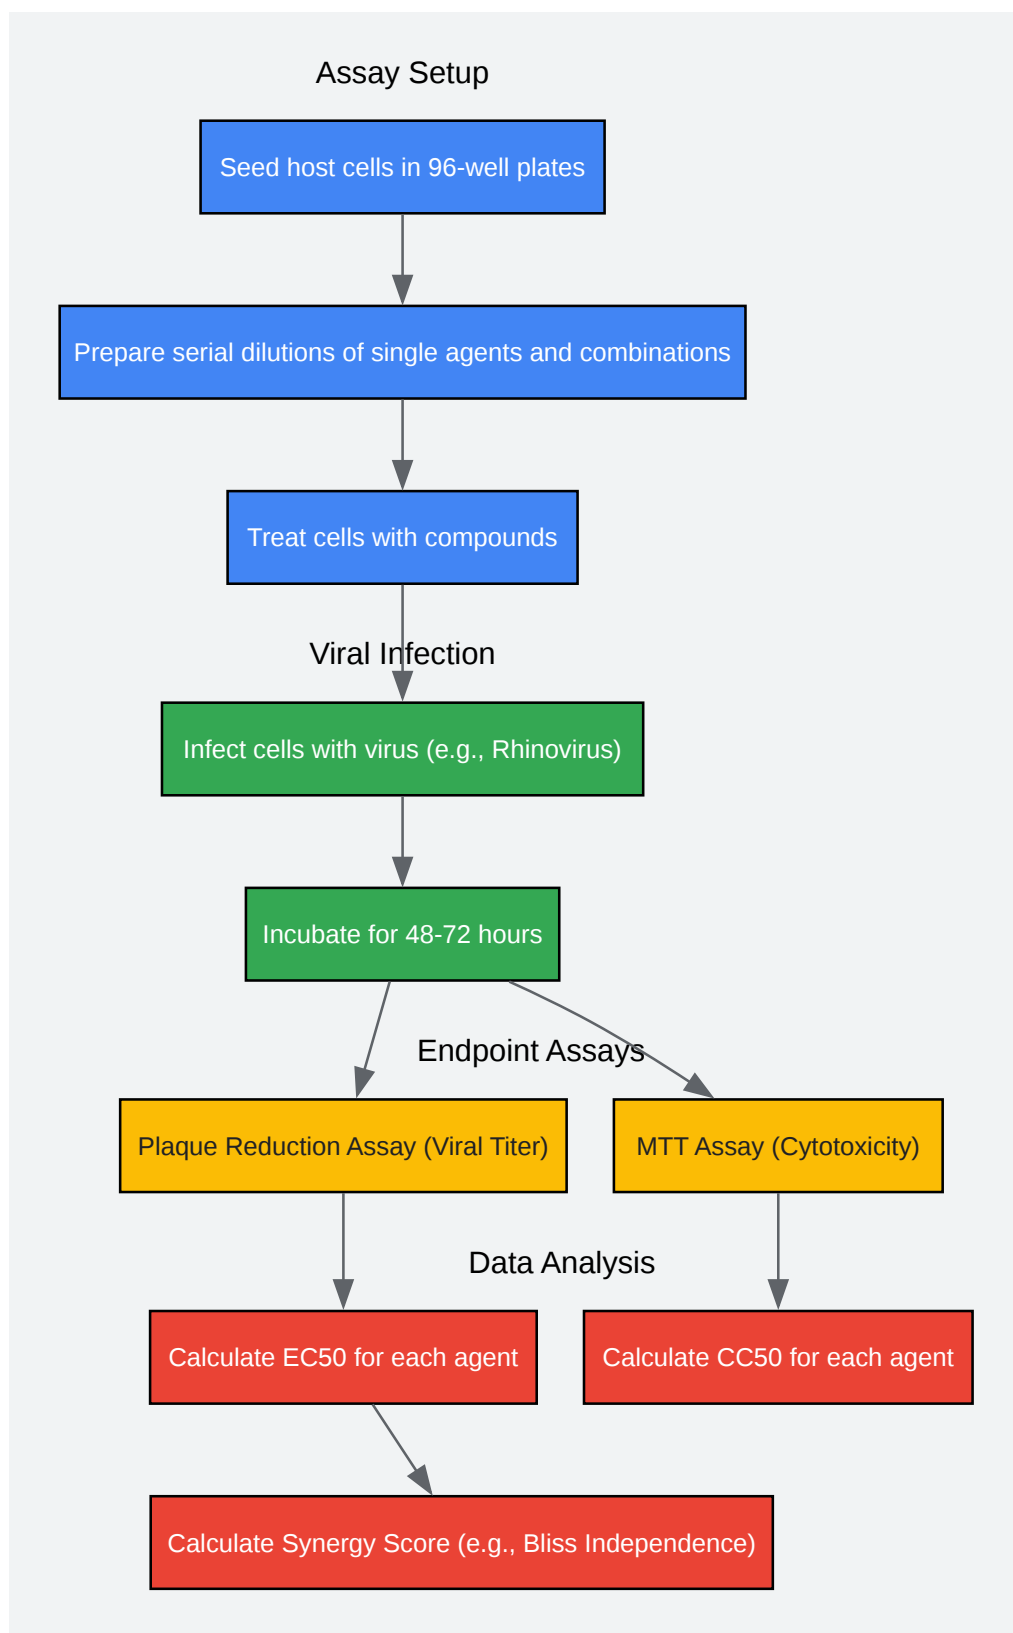 Assay Setup
Seed host cells in 96-well plates
Prepare serial dilutions of single agents and combinations
Treat cells with compounds
Viral Infection
Infect cells with virus (e.g., Rhinovirus)
Incubate for 48-72 hours
Endpoint Assays
Plaque Reduction Assay (Viral Titer)
MTT Assay (Cytotoxicity)
Data Analysis
Calculate EC50 for each agent
Calculate CC50 for each agent
Calculate Synergy Score (e.g., Bliss Independence)